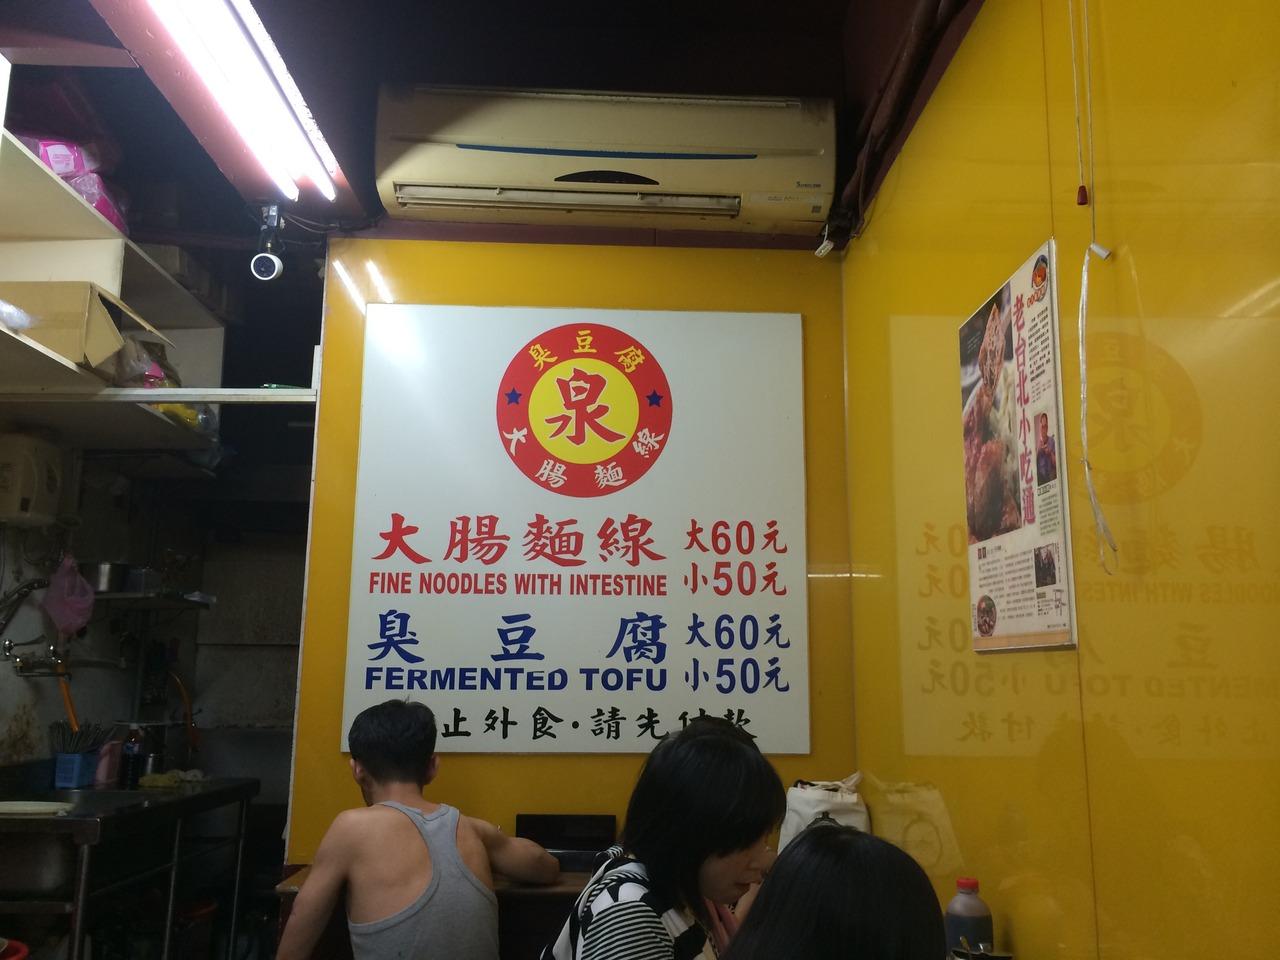 臭豆腐
泉
大腸麵線
大腸麵線 大60元
FINE NOODLES WITH INTESTINE 小50元
臭豆腐 大60元
FERMENTED TOFU 小50元
止外食·請先付款
老台北小吃通